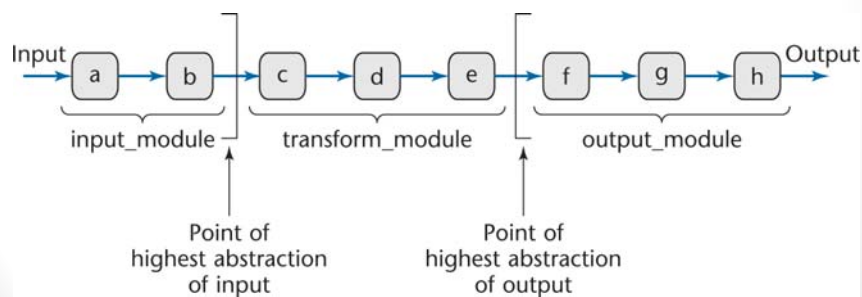 Input
Output
a
b
c
d
e
f
g
h
input_module
transform_module
output_module
Point of
highest abstraction
of input
Point of
highest abstraction
of output